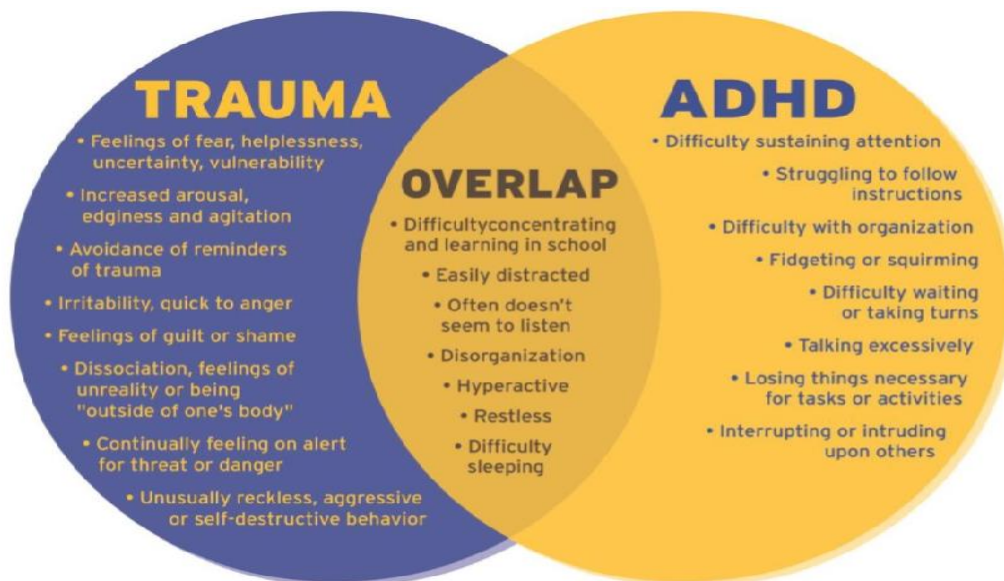 TRAUMA
• Feelings of fear, helplessness,
uncertainty, vulnerability
• Increased arousal,
edginess and agitation
• Avoidance of reminders
of trauma
• Irritability, quick to anger
• Feelings of guilt or shame
• Dissociation, feelings of
unreality or being
"outside of one's body"
• Continually feeling on alert
for threat or danger
• Unusually reckless, aggressive
or self-destructive behavior
OVERLAP
• Difficultyconcentrating
and learning in school
• Easily distracted
• Often doesn't
seem to listen
• Disorganization
• Hyperactive
• Restless
• Difficulty
sleeping
ADHD
• Difficulty sustaining attention
• Struggling to follow
instructions
• Difficulty with organization
• Fidgeting or squirming
• Difficulty waiting
or taking turns
• Talking excessively
• Losing things necessary
for tasks or activities
• Interrupting or intruding
upon others